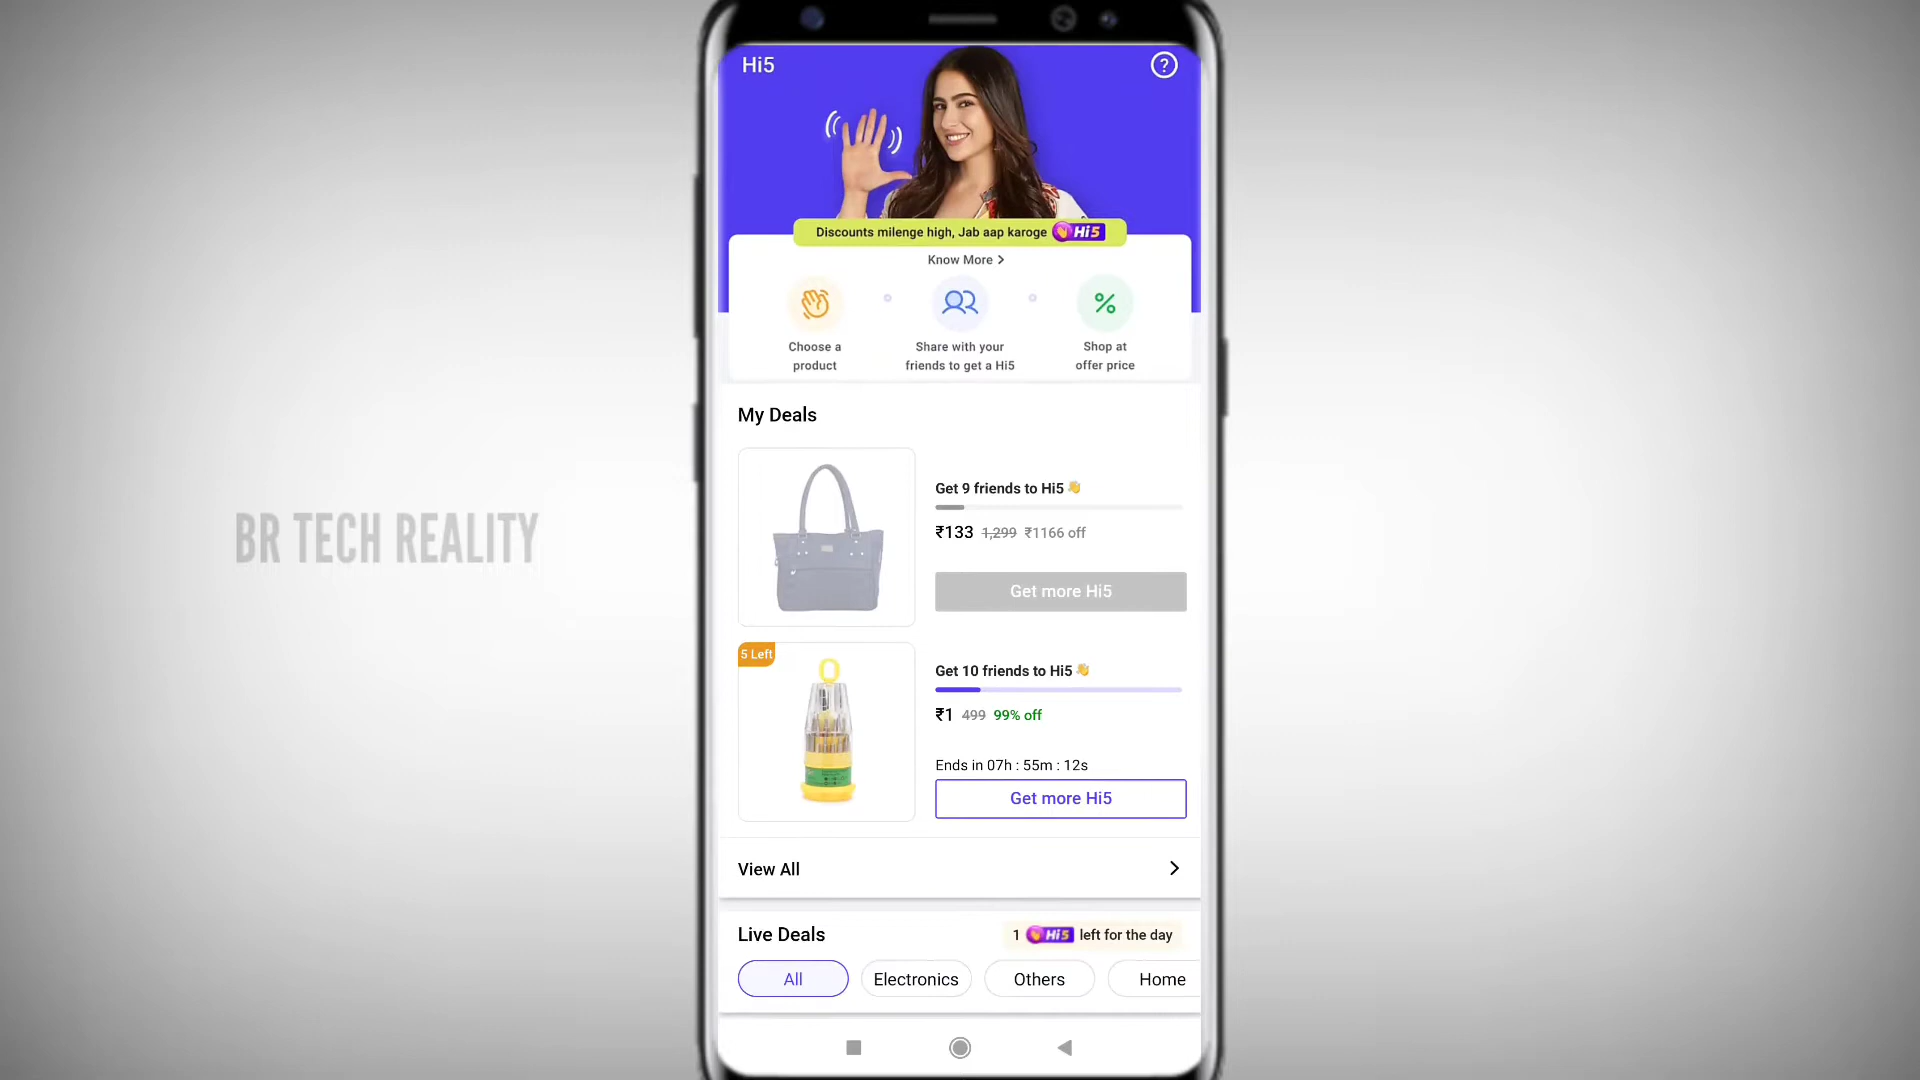 Hi5
?
Discounts milenge high, Jab aap karoge Hi5
Know More >
Choose a
product
Share with your
friends to get a Hi5
Shop at
offer price
My Deals
Get 9 friends to Hi5
₹133 1,299 ₹1166 off
Get more Hi5
5 Left
Get 10 friends to Hi5
₹1 499 99% off
Ends in 07h : 55m : 12s
Get more Hi5
View All
Live Deals
1 Hi5 left for the day
All
Electronics
Others
Home
BR TECH REALITY